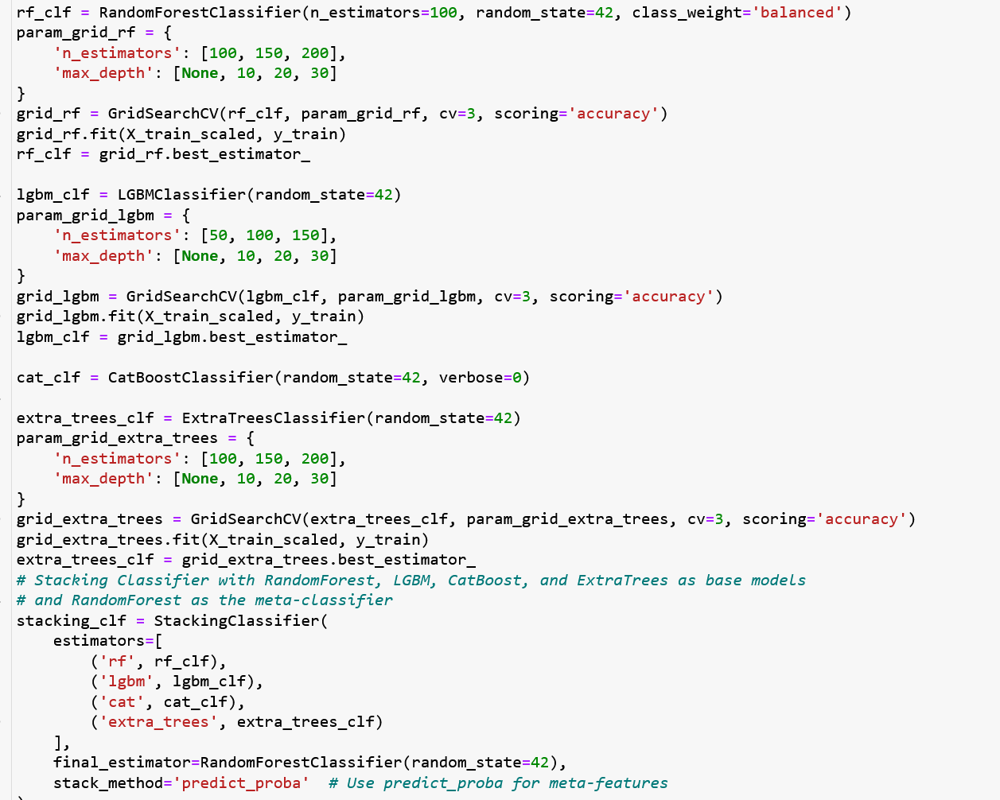 rf_clf = RandomForestClassifier(n_estimators=100, random_state=42, class_weight='balanced')
param_grid_rf = {
    'n_estimators': [100, 150, 200],
    'max_depth': [None, 10, 20, 30]
}
grid_rf = GridSearchCV(rf_clf, param_grid_rf, cv=3, scoring='accuracy')
grid_rf.fit(X_train_scaled, y_train)
rf_clf = grid_rf.best_estimator_

lgbm_clf = LGBMClassifier(random_state=42)
param_grid_lgbm = {
    'n_estimators': [50, 100, 150],
    'max_depth': [None, 10, 20, 30]
}
grid_lgbm = GridSearchCV(lgbm_clf, param_grid_lgbm, cv=3, scoring='accuracy')
grid_lgbm.fit(X_train_scaled, y_train)
lgbm_clf = grid_lgbm.best_estimator_

cat_clf = CatBoostClassifier(random_state=42, verbose=0)

extra_trees_clf = ExtraTreesClassifier(random_state=42)
param_grid_extra_trees = {
    'n_estimators': [100, 150, 200],
    'max_depth': [None, 10, 20, 30]
}
grid_extra_trees = GridSearchCV(extra_trees_clf, param_grid_extra_trees, cv=3, scoring='accuracy')
grid_extra_trees.fit(X_train_scaled, y_train)
extra_trees_clf = grid_extra_trees.best_estimator_
# Stacking Classifier with RandomForest, LGBM, CatBoost, and ExtraTrees as base models
# and RandomForest as the meta-classifier
stacking_clf = StackingClassifier(
    estimators=[
        ('rf', rf_clf),
        ('lgbm', lgbm_clf),
        ('cat', cat_clf),
        ('extra_trees', extra_trees_clf)
    ],
    final_estimator=RandomForestClassifier(random_state=42),
    stack_method='predict_proba'  # Use predict_proba for meta-features